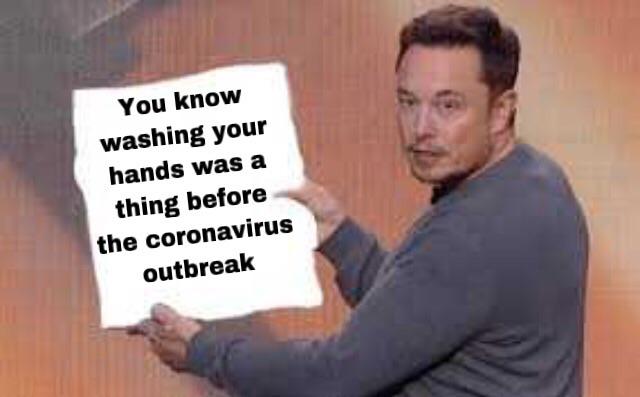 You know
washing your
hands was a
thing before
the coronavirus
outbreak